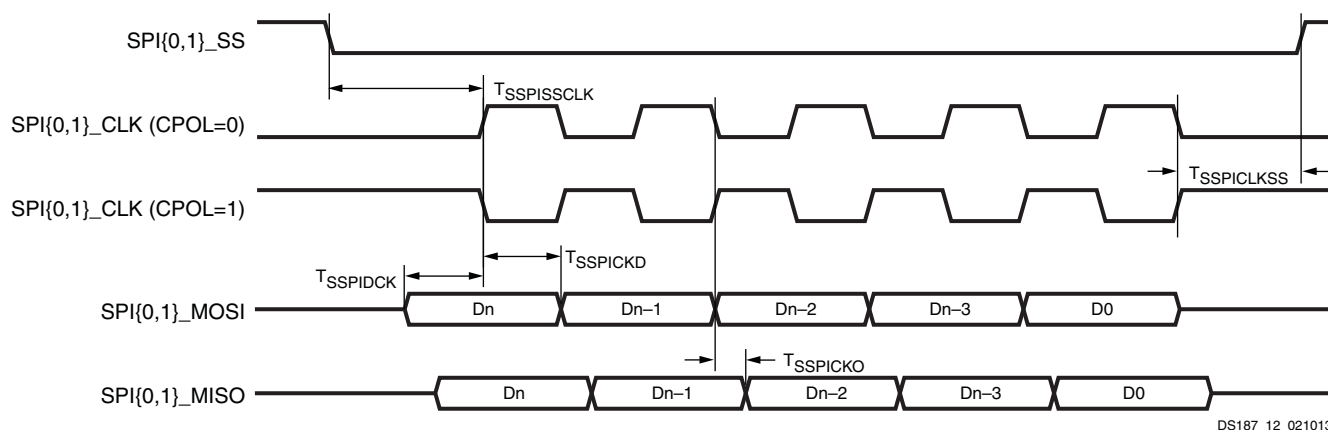 SPI{0,1}_SS
TSSPISSCLK
SPI{0,1}_CLK (CPOL=0)
TSSPICLKSS
SPI{0,1}_CLK (CPOL=1)
TSSPICKD
TSSPIDCK
SPI{0,1}_MOSI Dn Dn–1 Dn–2 Dn–3 D0
TSSPICKO
SPI{0,1}_MISO Dn Dn–1 Dn–2 Dn–3 D0
DS187_12_021013